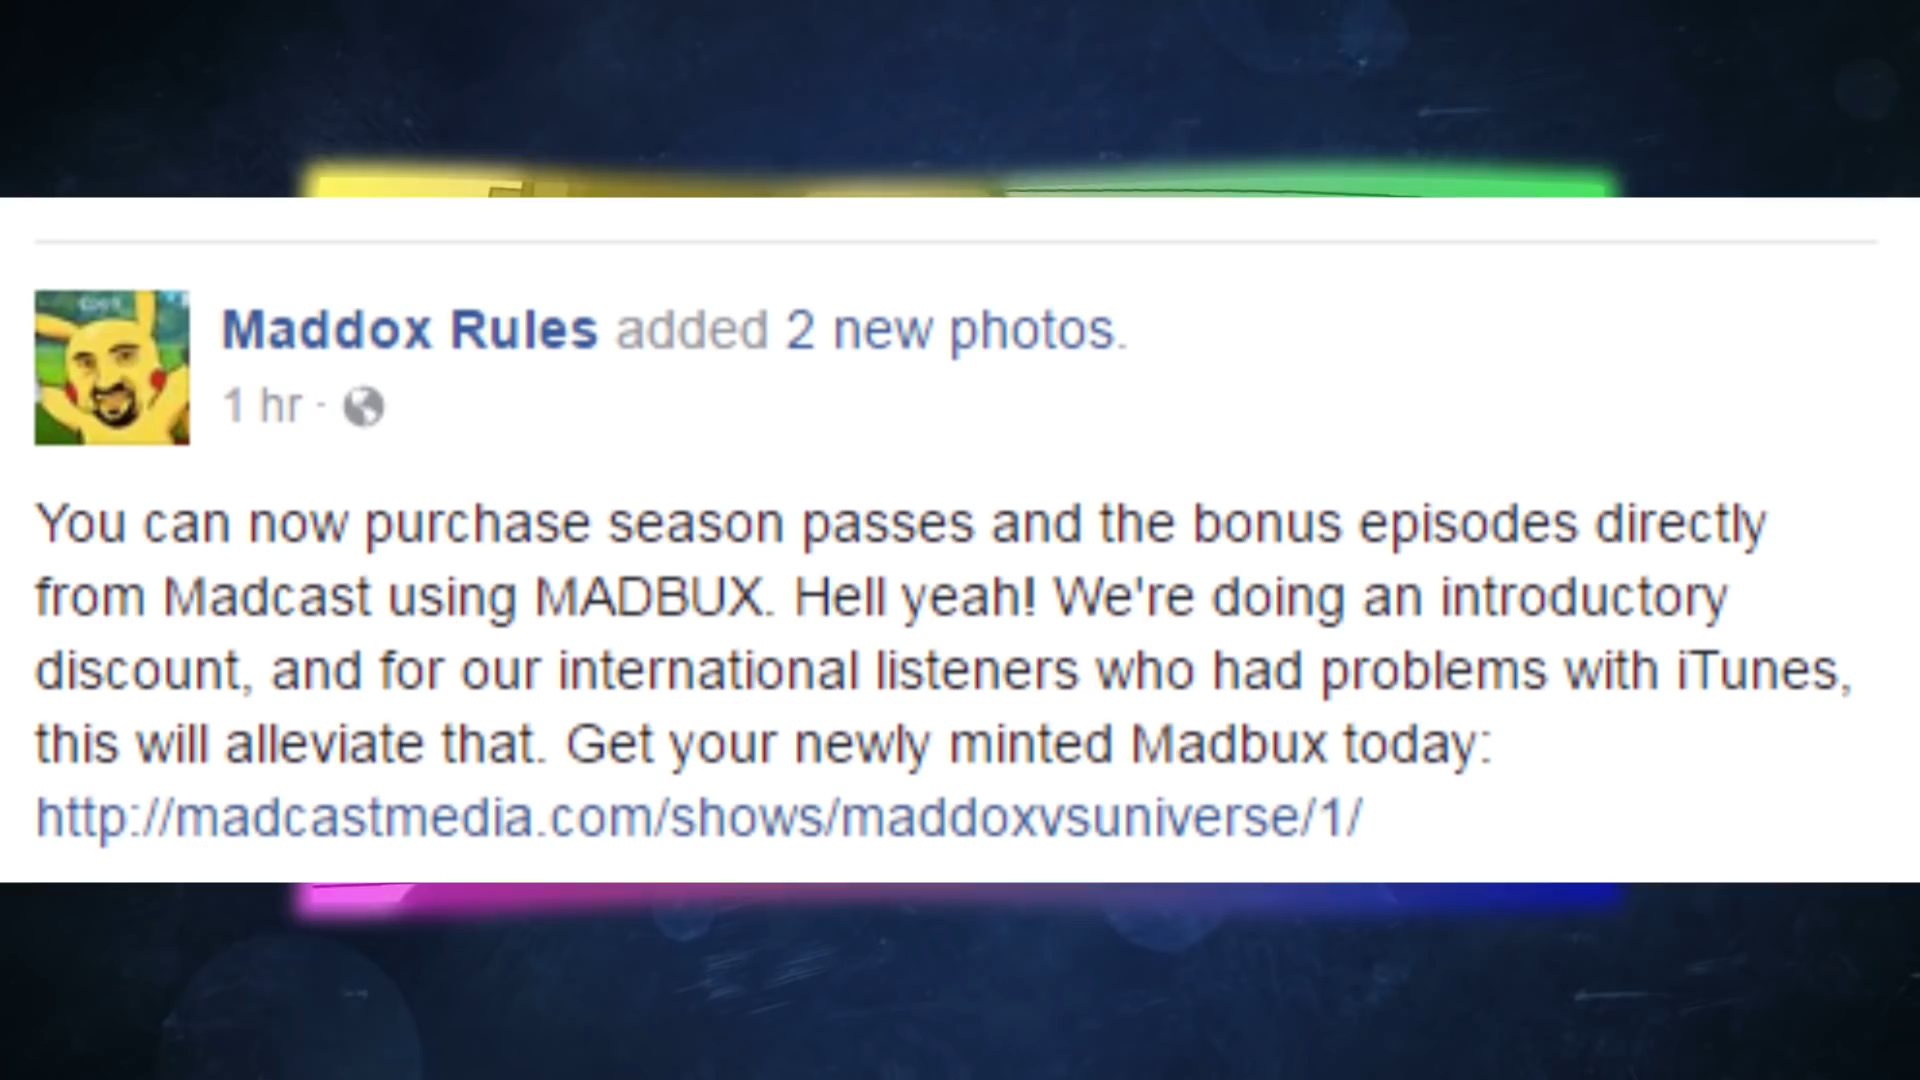 Maddox Rules added 2 new photos.
1 hr ·
You can now purchase season passes and the bonus episodes directly
from Madcast using MADBUX. Hell yeah! We're doing an introductory
discount, and for our international listeners who had problems with iTunes,
this will alleviate that. Get your newly minted Madbux today:
http://madcastmedia.com/shows/maddoxvsuniverse/1/